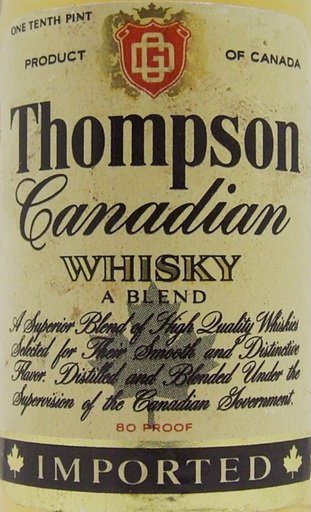 ONE TENTH PINT
PRODUCT OF CANADA
Thompson
Canadian
WHISKY
A BLEND
A Superior Blend of High Quality Whiskies
Selected for Their Smooth and Distinctive
Flavor. Distilled and Blended Under the
Supervision of the Canadian Government.
80 PROOF
IMPORTED